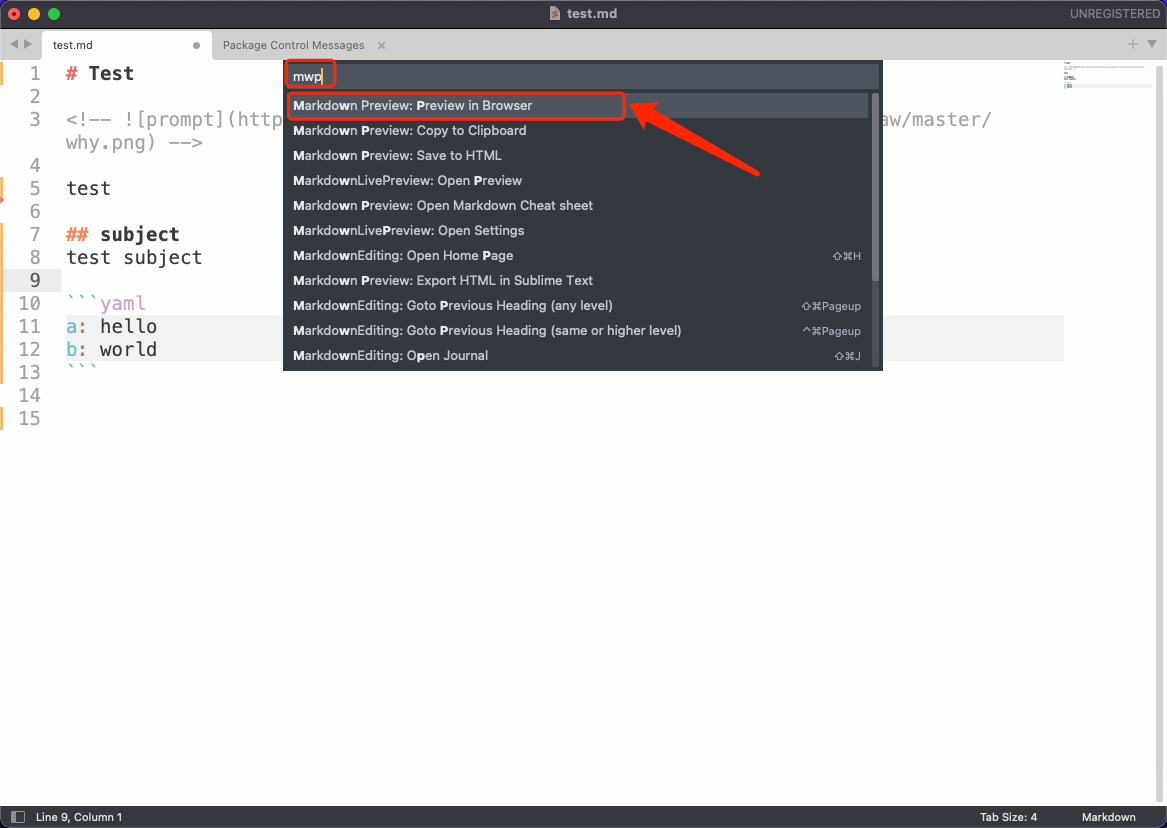 test.md
UNREGISTERED
test.md
Package Control Messages
mwp
1 # Test
2
3 <!-- ![prompt](http aw/master/
why.png) -->
4
5 test
6
7 ## subject
8 test subject
9
10 ```yaml
11 a: hello
12 b: world
13 ```
14
15
Markdown Preview: Preview in Browser
Markdown Preview: Copy to Clipboard
Markdown Preview: Save to HTML
MarkdownLivePreview: Open Preview
Markdown Preview: Open Markdown Cheat sheet
MarkdownLivePreview: Open Settings
MarkdownEditing: Open Home Page ⇧⌘H
Markdown Preview: Export HTML in Sublime Text
MarkdownEditing: Goto Previous Heading (any level) ⇧⌘Pageup
MarkdownEditing: Goto Previous Heading (same or higher level) ^⌘Pageup
MarkdownEditing: Open Journal ⇧⌘J
Line 9, Column 1
Tab Size: 4
Markdown